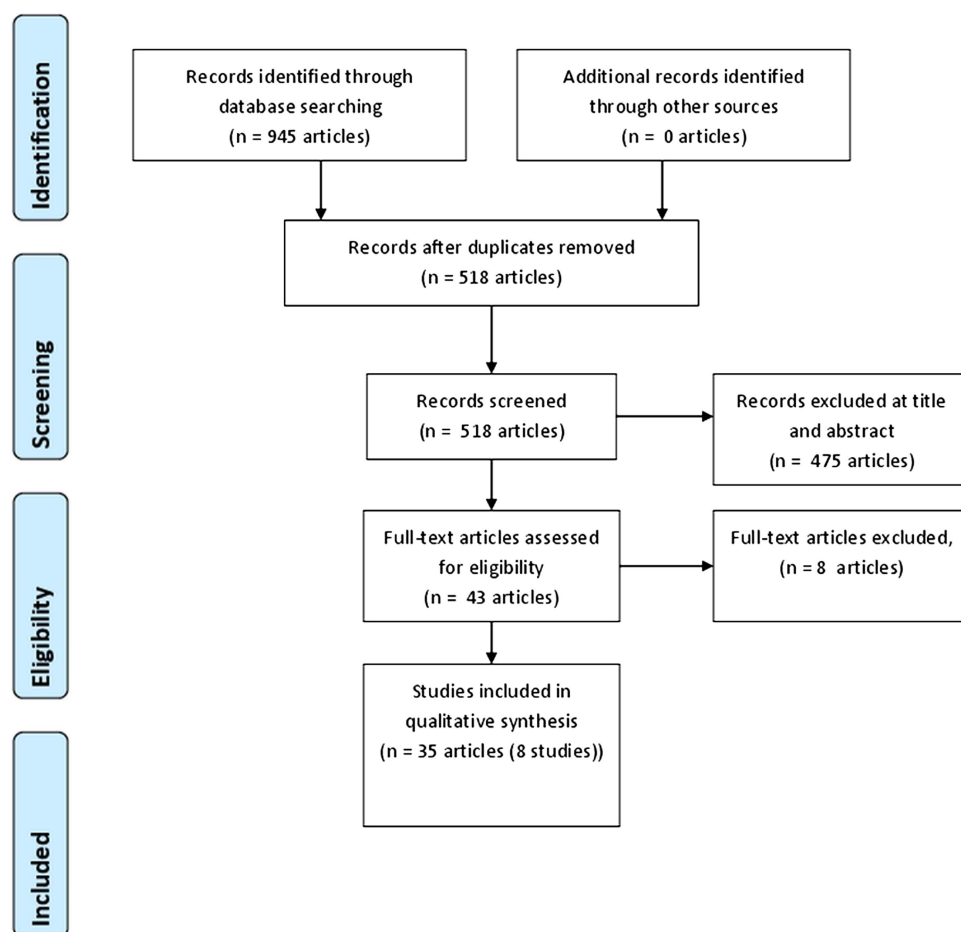 Identification
Records identified through
database searching
(n = 945 articles)
Additional records identified
through other sources
(n = 0 articles)
Records after duplicates removed
(n = 518 articles)
Screening
Records screened
(n = 518 articles)
Records excluded at title
and abstract
(n = 475 articles)
Eligibility
Full-text articles assessed
for eligibility
(n = 43 articles)
Full-text articles excluded,
(n = 8 articles)
Included
Studies included in
qualitative synthesis
(n = 35 articles (8 studies))